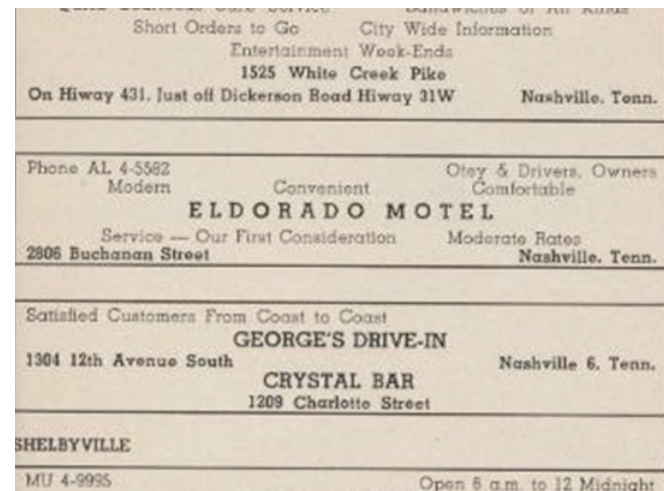 Short Orders to Go City Wide Information
Entertainment Week-Ends
1525 White Creek Pike
On Hiway 431, Just off Dickerson Road Hiway 31W Nashville, Tenn.
Phone AL 4-5582 Otey & Drivers, Owners
Modern Convenient Comfortable
ELDORADO MOTEL
Service — Our First Consideration Moderate Rates
2806 Buchanan Street Nashville, Tenn.
Satisfied Customers From Coast to Coast
GEORGE'S DRIVE-IN
1304 12th Avenue South Nashville 6, Tenn.
CRYSTAL BAR
1209 Charlotte Street
SHELBYVILLE
MU 4-9995 Open 6 a.m. to 12 Midnight